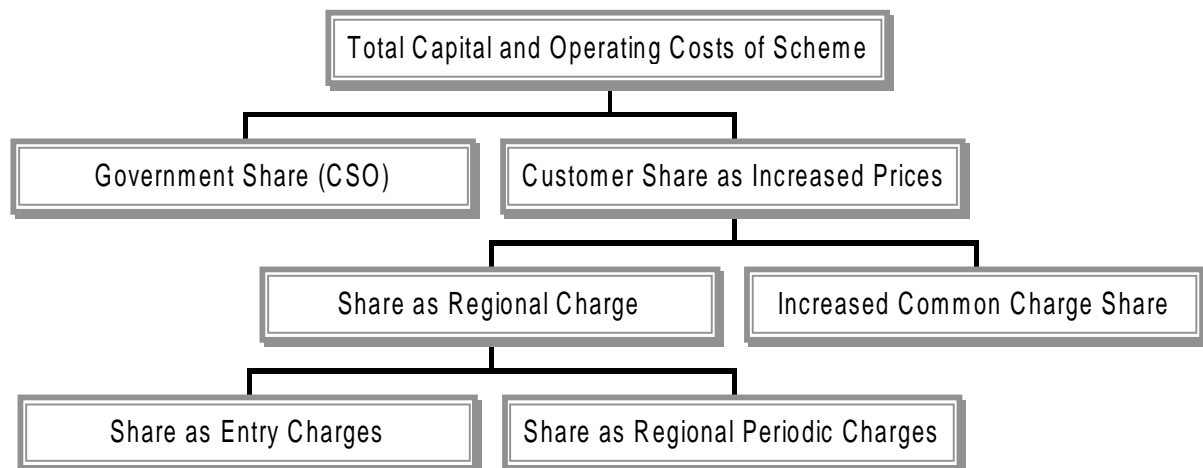 Total Capital and Operating Costs of Scheme
Government Share (CSO)
Customer Share as Increased Prices
Share as Regional Charge
Increased Common Charge Share
Share as Entry Charges
Share as Regional Periodic Charges